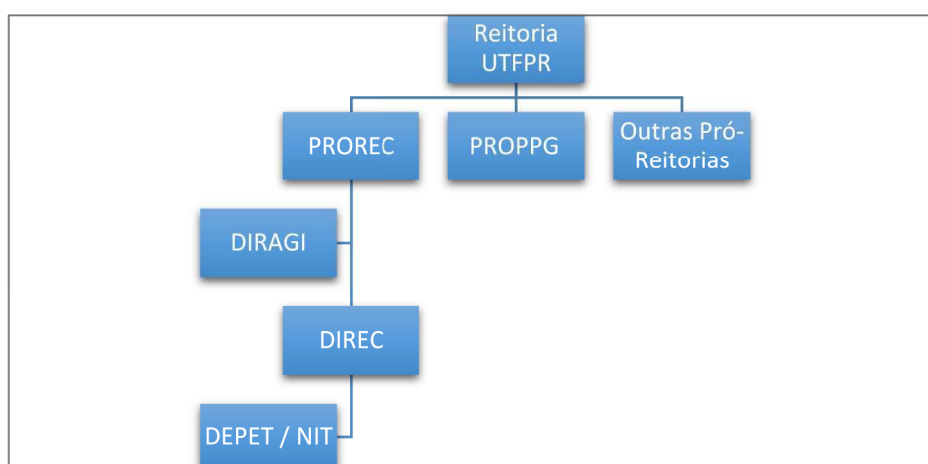 Reitoria
UTFPR
PROREC
PROPPG
Outras Pró-
Reitorias
DIRAGI
DIREC
DEPET / NIT